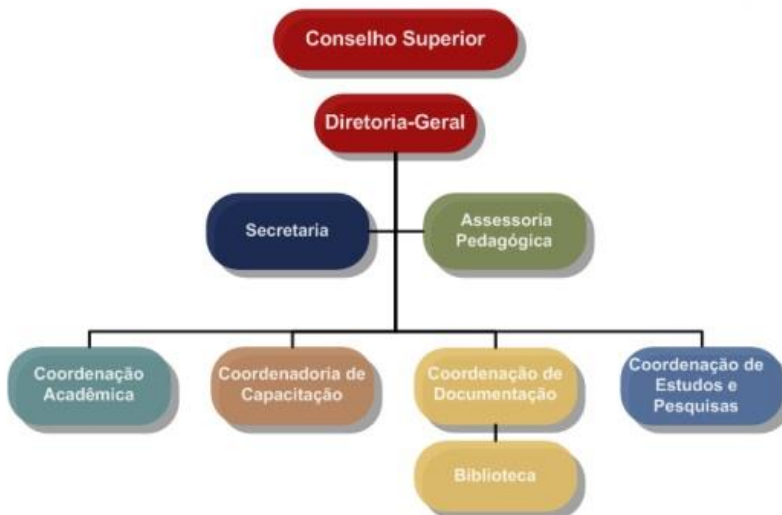 Conselho Superior
Diretoria-Geral
Secretaria
Assessoria
Pedagógica
Coordenação
Acadêmica
Coordenadoria de
Capacitação
Coordenação de
Documentação
Coordenação de
Estudos e
Pesquisas
Biblioteca